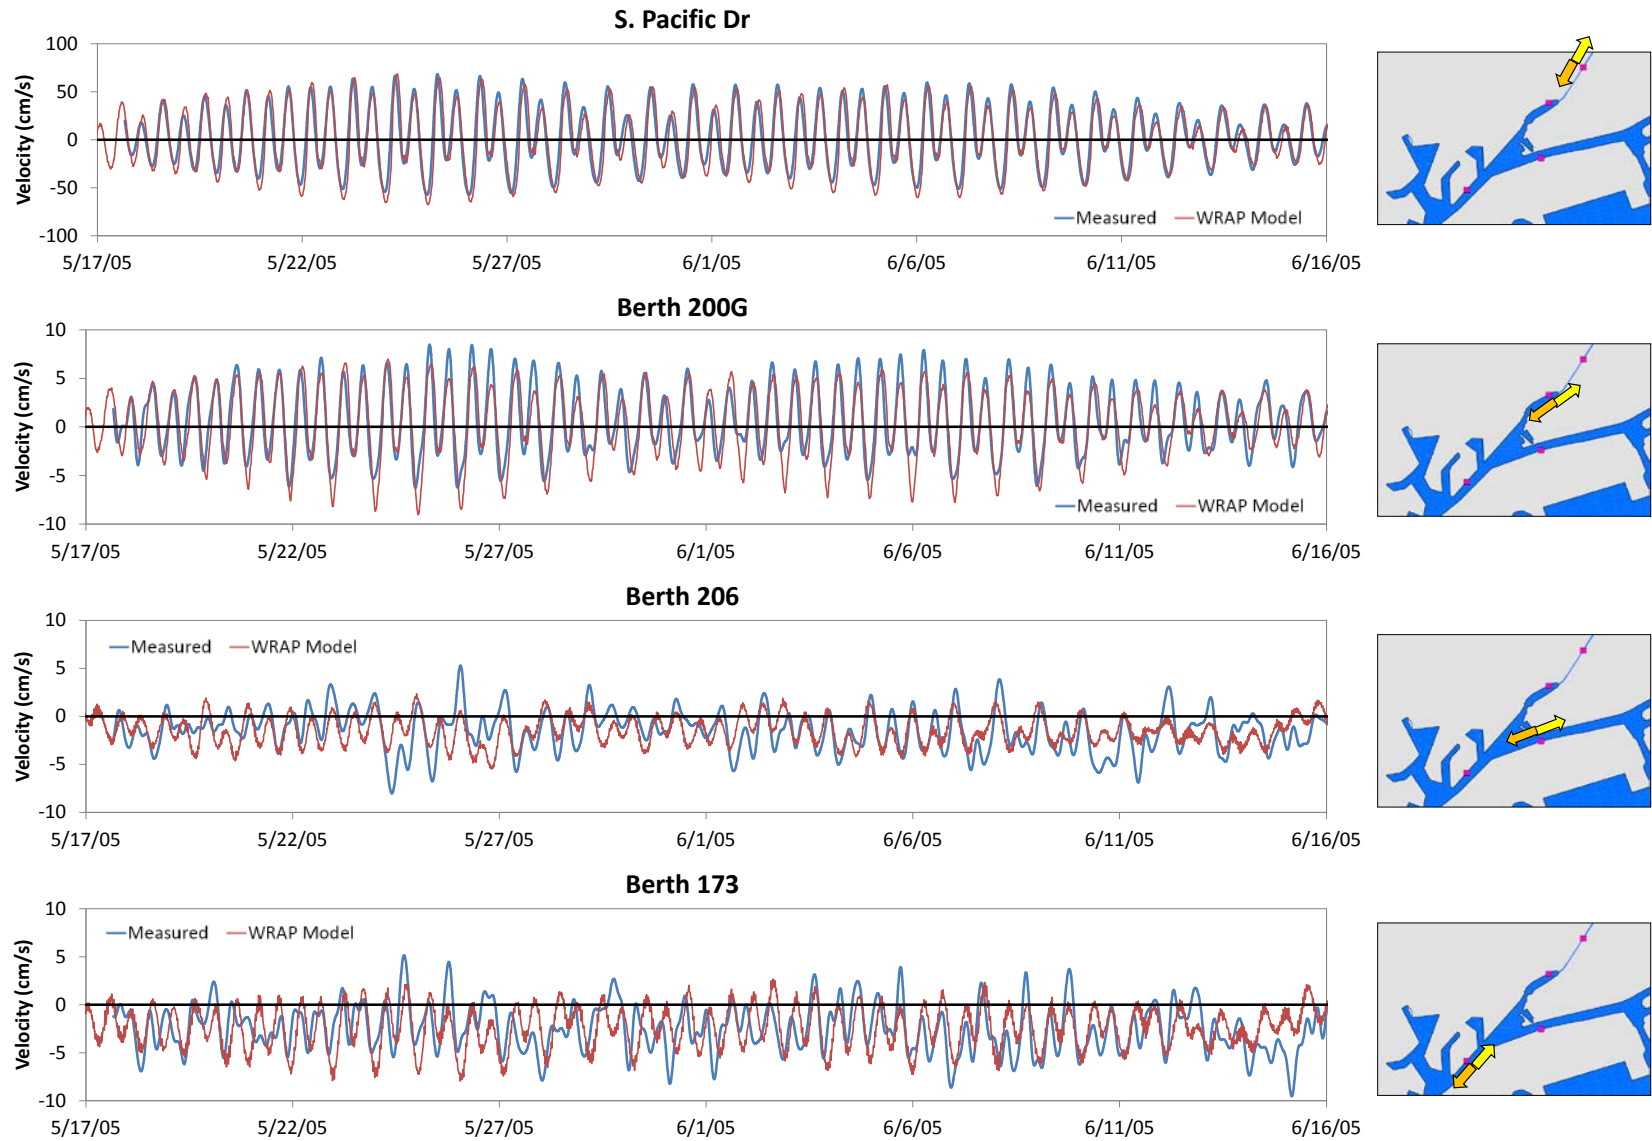 S. Pacific Dr
100
50
0
-50
-100
Velocity (cm/s)
Measured WRAP Model
5/17/05 5/22/05 5/27/05 6/1/05 6/6/05 6/11/05 6/16/05
Berth 200G
10
5
0
-5
-10
Velocity (cm/s)
Measured WRAP Model
5/17/05 5/22/05 5/27/05 6/1/05 6/6/05 6/11/05 6/16/05
Berth 206
10
5
0
-5
-10
Velocity (cm/s)
Measured WRAP Model
5/17/05 5/22/05 5/27/05 6/1/05 6/6/05 6/11/05 6/16/05
Berth 173
10
5
0
-5
-10
Velocity (cm/s)
Measured WRAP Model
5/17/05 5/22/05 5/27/05 6/1/05 6/6/05 6/11/05 6/16/05